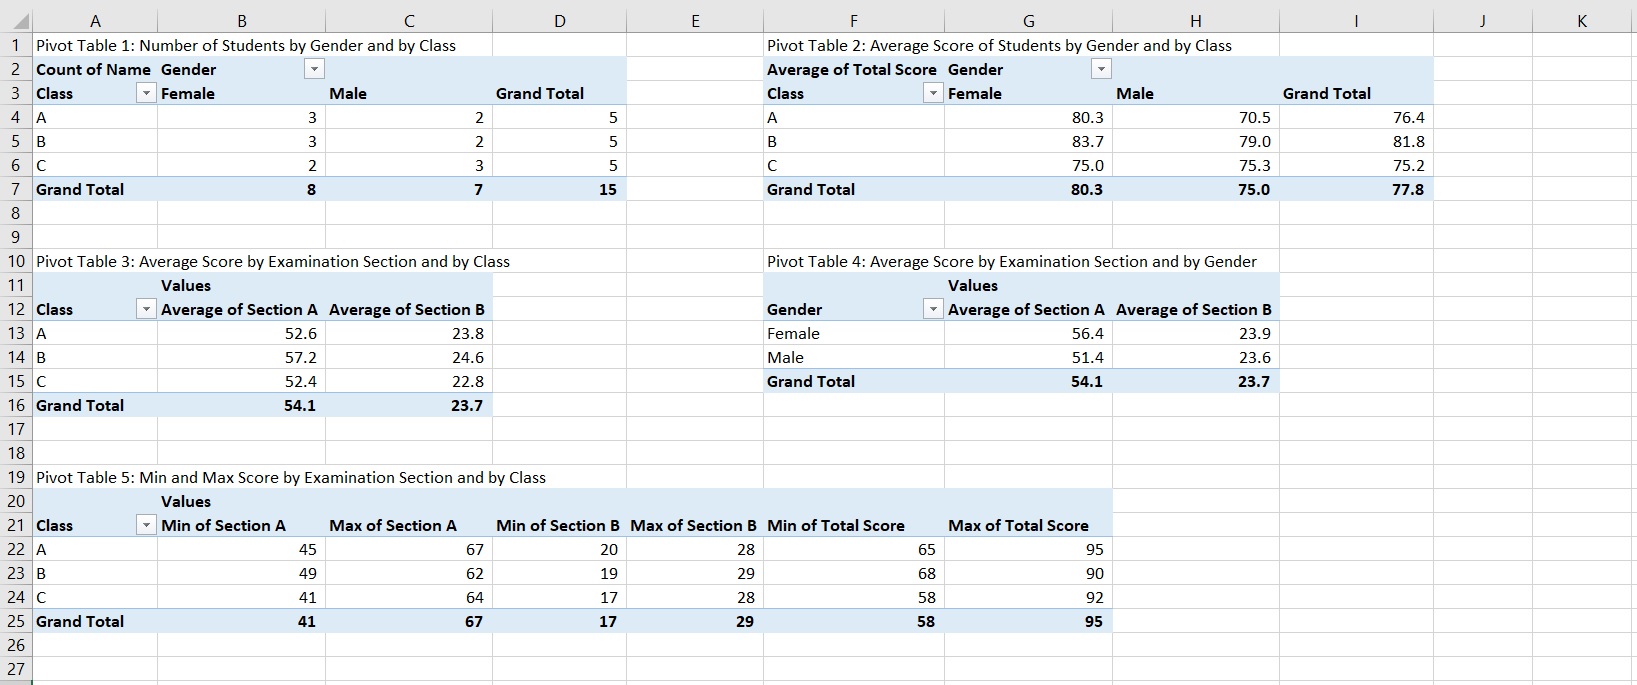 A B C D E F G H I J K
1 Pivot Table 1: Number of Students by Gender and by Class Pivot Table 2: Average Score of Students by Gender and by Class
2 Count of Name Gender Average of Total Score Gender
3 Class Female Male Grand Total Class Female Male Grand Total
4 A 3 2 5 A 80.3 70.5 76.4
5 B 3 2 5 B 83.7 79.0 81.8
6 C 2 3 5 C 75.0 75.3 75.2
7 Grand Total 8 7 15 Grand Total 80.3 75.0 77.8
8
9
10 Pivot Table 3: Average Score by Examination Section and by Class Pivot Table 4: Average Score by Examination Section and by Gender
11 Values Values
12 Class Average of Section A Average of Section B Gender Average of Section A Average of Section B
13 A 52.6 23.8 Female 56.4 23.9
14 B 57.2 24.6 Male 51.4 23.6
15 C 52.4 22.8 Grand Total 54.1 23.7
16 Grand Total 54.1 23.7
17
18
19 Pivot Table 5: Min and Max Score by Examination Section and by Class
20 Values
21 Class Min of Section A Max of Section A Min of Section B Max of Section B Min of Total Score Max of Total Score
22 A 45 67 20 28 65 95
23 B 49 62 19 29 68 90
24 C 41 64 17 28 58 92
25 Grand Total 41 67 17 29 58 95
26
27